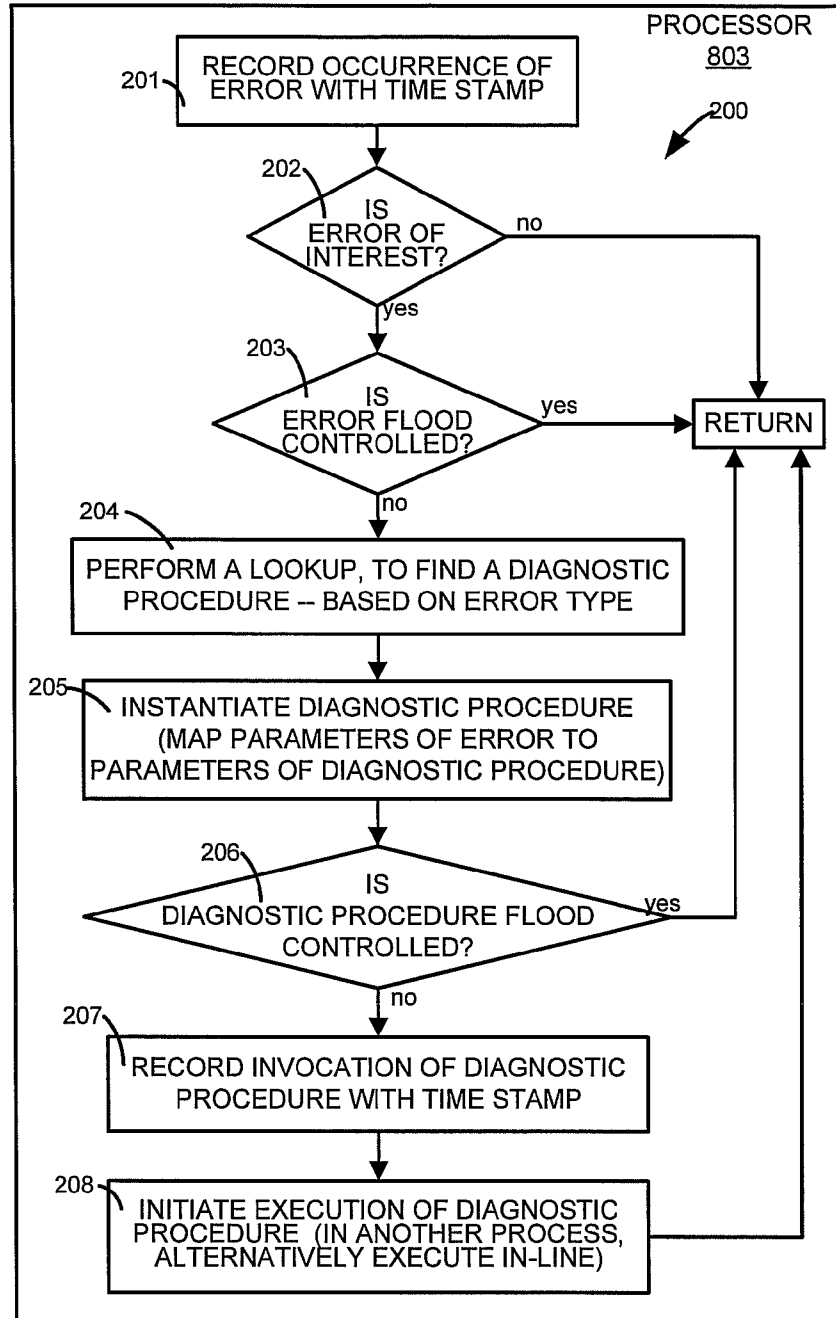 PROCESSOR
803
200
201
RECORD OCCURRENCE OF
ERROR WITH TIME STAMP
202
IS
ERROR OF
INTEREST?
no
yes
203
IS
ERROR FLOOD
CONTROLLED?
yes
RETURN
no
204
PERFORM A LOOKUP, TO FIND A DIAGNOSTIC
PROCEDURE -- BASED ON ERROR TYPE
205
INSTANTIATE DIAGNOSTIC PROCEDURE
(MAP PARAMETERS OF ERROR TO
PARAMETERS OF DIAGNOSTIC PROCEDURE)
206
IS
DIAGNOSTIC PROCEDURE FLOOD
CONTROLLED?
yes
no
207
RECORD INVOCATION OF DIAGNOSTIC
PROCEDURE WITH TIME STAMP
208
INITIATE EXECUTION OF DIAGNOSTIC
PROCEDURE (IN ANOTHER PROCESS,
ALTERNATIVELY EXECUTE IN-LINE)